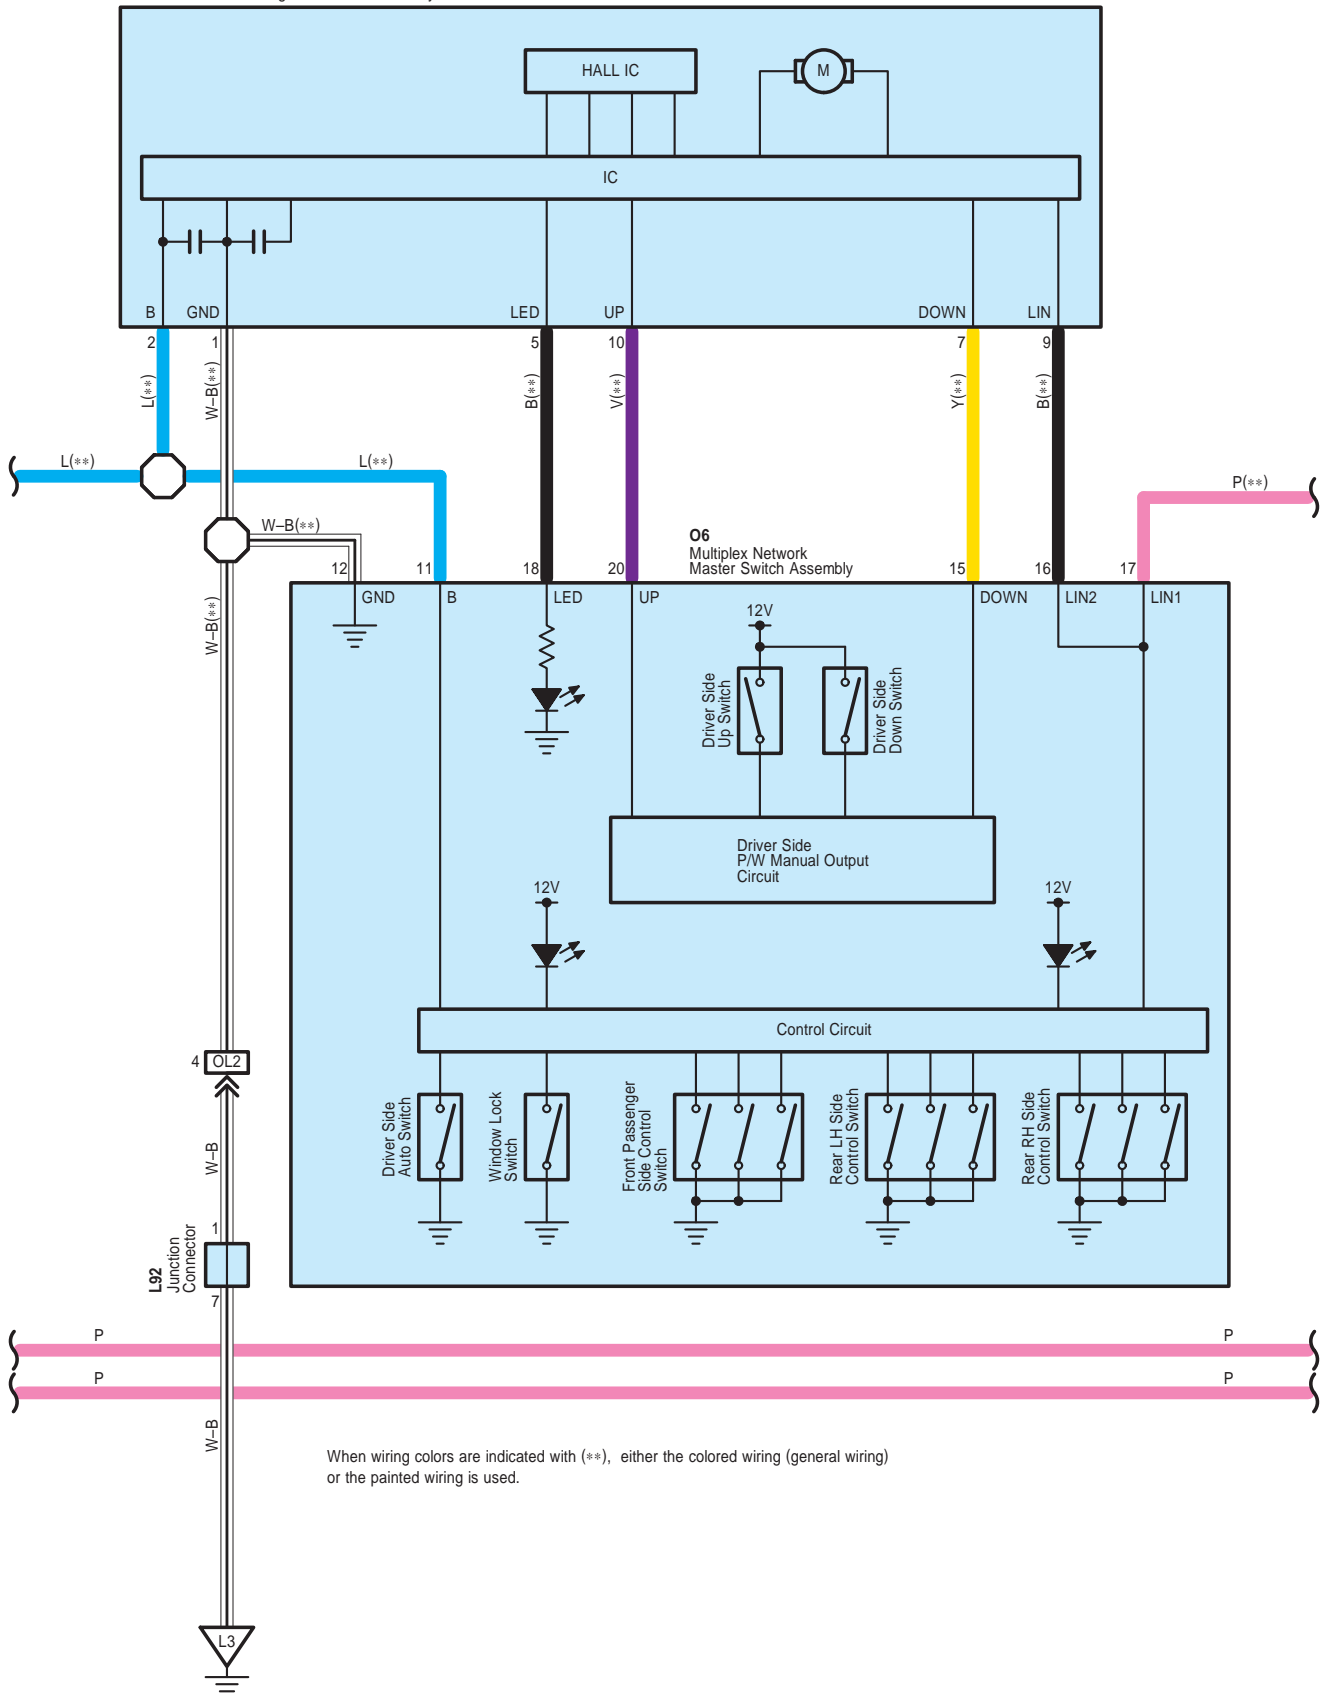 HALL IC
M
IC
B
GND
LED
UP
DOWN
LIN
2
1
5
10
7
9
L(**)
W–B(**)
B(**)
V(**)
Y(**)
B(**)
L(**)
L(**)
P(**)
W–B(**)
O6
Multiplex Network
Master Switch Assembly
12
11
18
20
15
16
17
GND
B
LED
UP
DOWN
LIN2
LIN1
W–B(**)
12V
Driver Side
Up Switch
Driver Side
Down Switch
Driver Side
P/W Manual Output
Circuit
12V
12V
Control Circuit
4
OL2
Driver Side
Auto Switch
Window Lock
Switch
Front Passenger
Side Control
Switch
Rear LH Side
Control Switch
Rear RH Side
Control Switch
W–B
1
L92
Junction
Connector
7
P
P
P
P
W–B
When wiring colors are indicated with (**), either the colored wiring (general wiring)
or the painted wiring is used.
L3